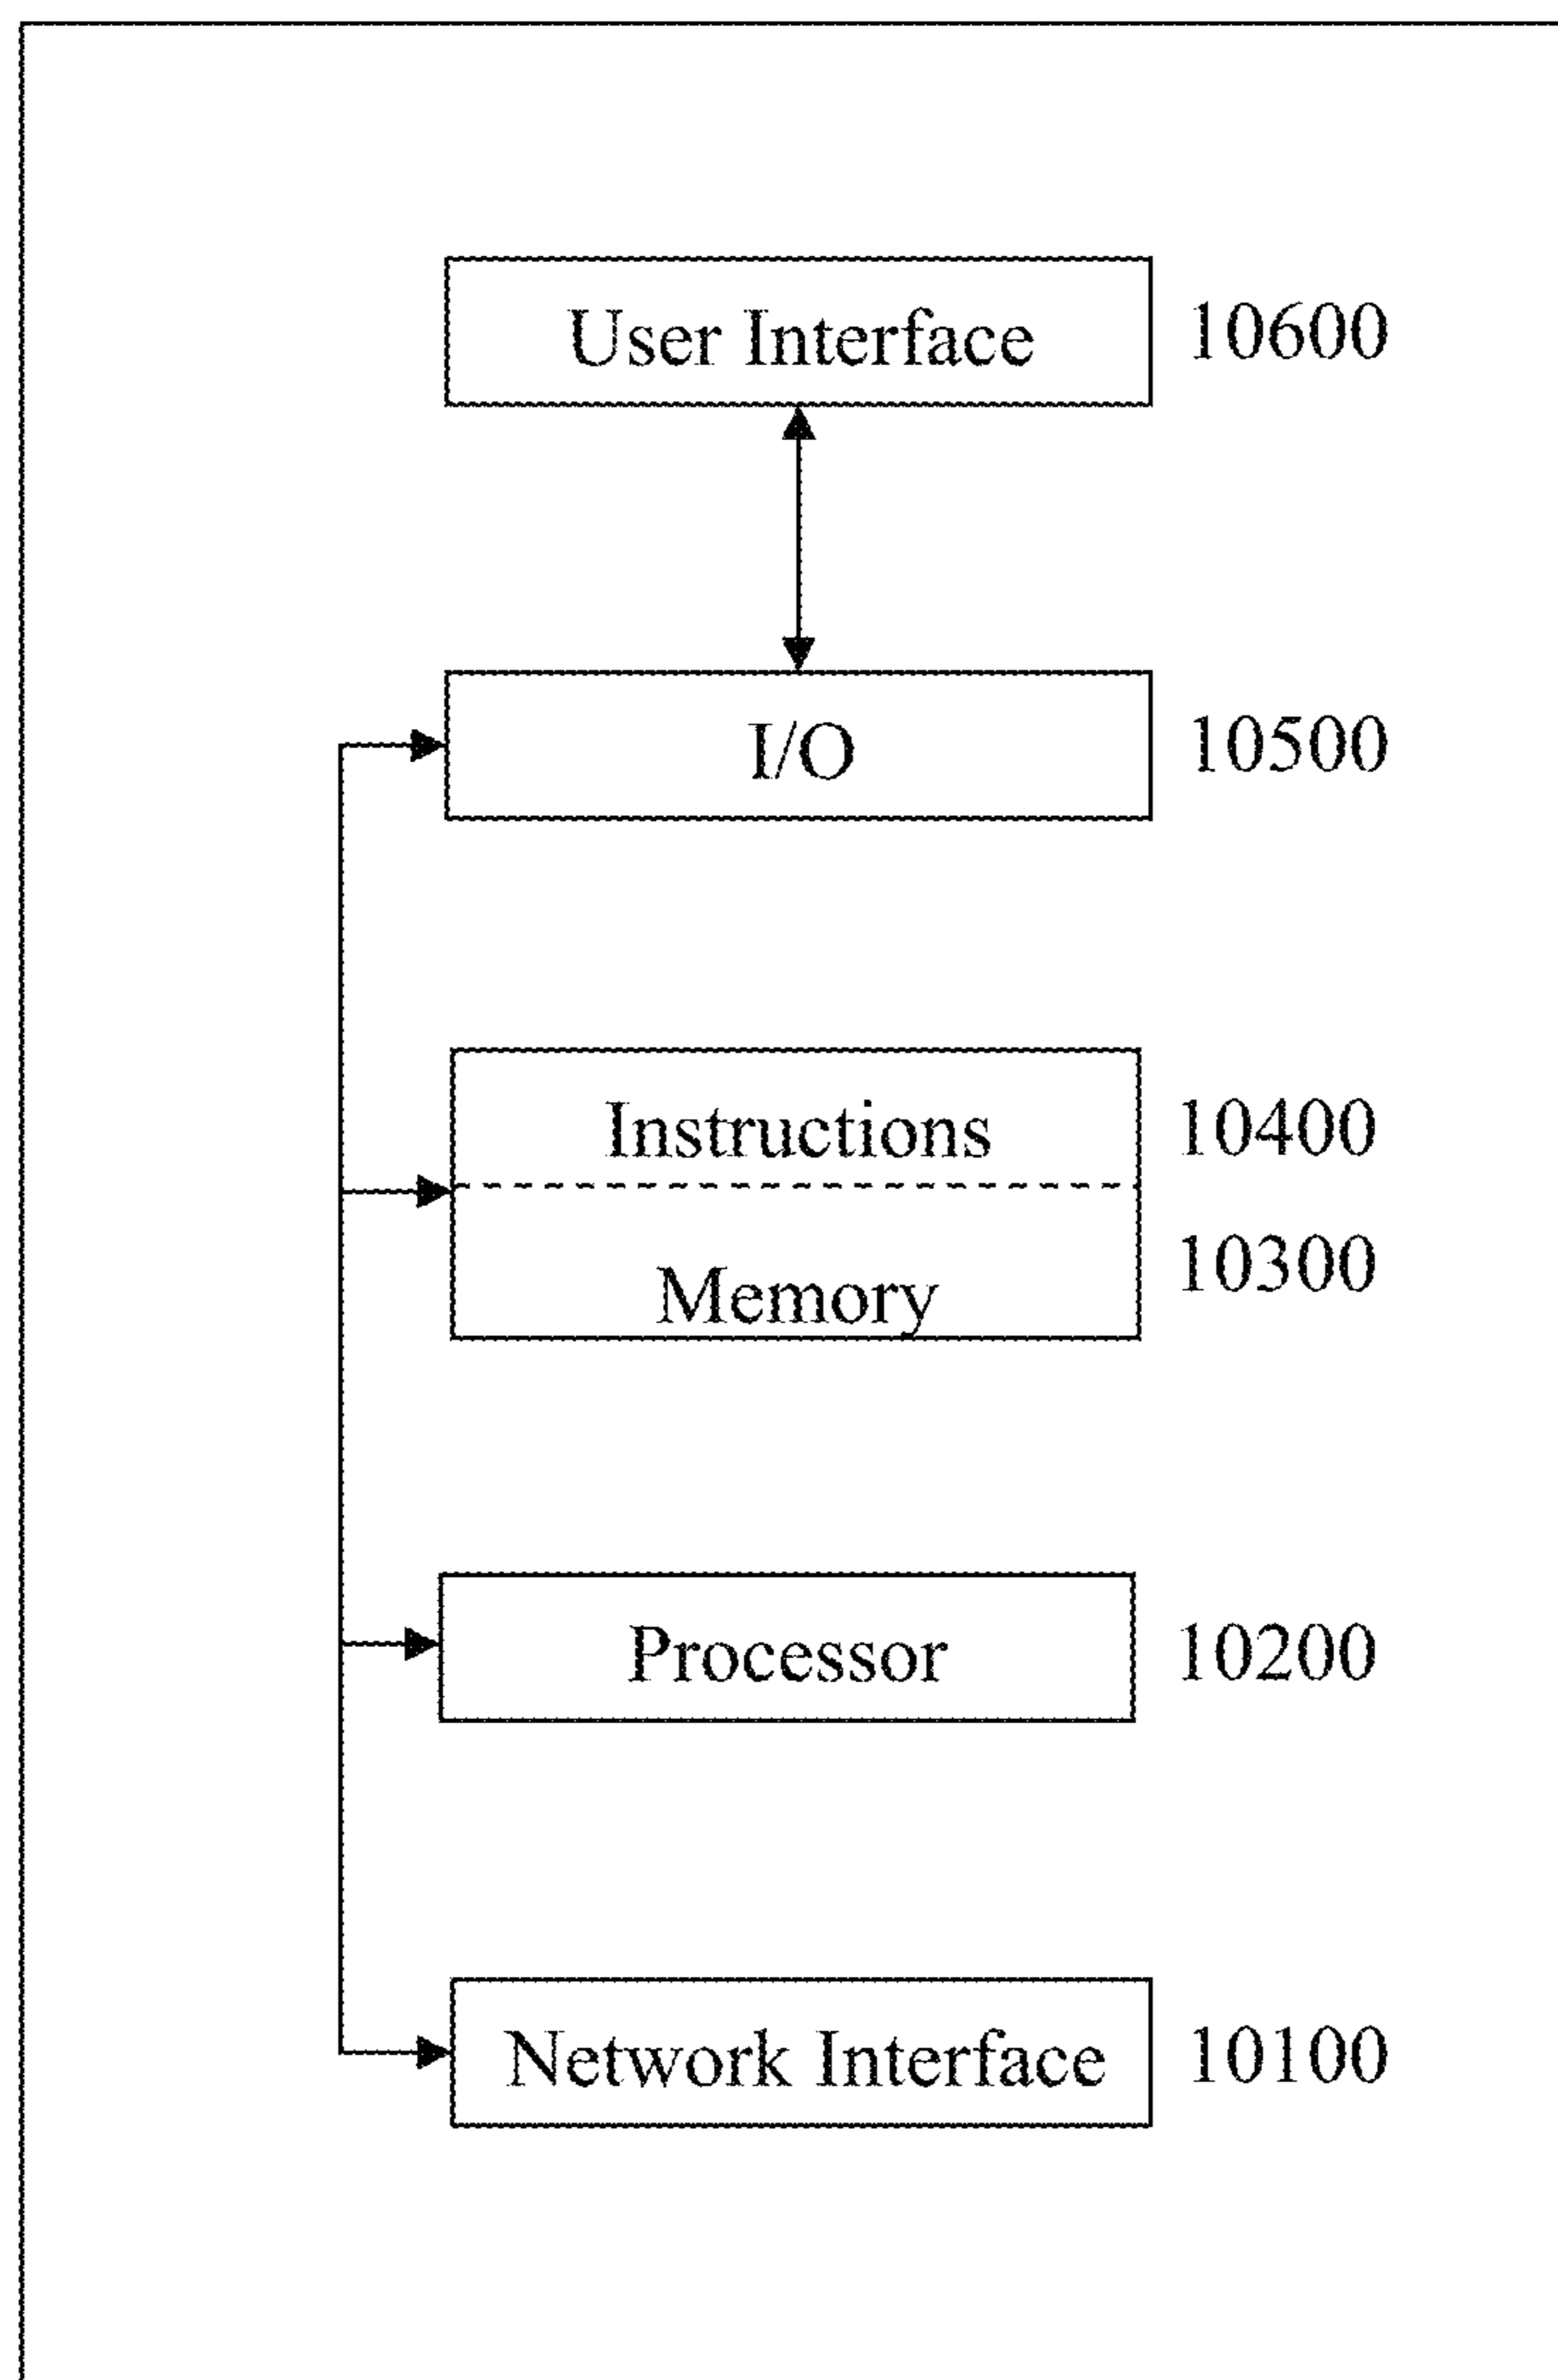 User Interface 10600
I/O 10500
Instructions 10400
Memory 10300
Processor 10200
Network Interface 10100